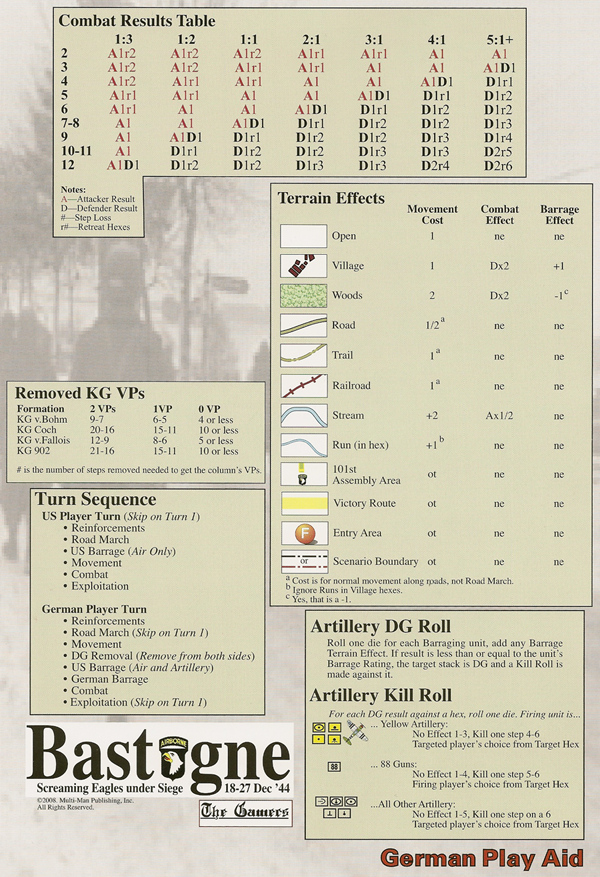 Combat Results Table
1:3 1:2 1:1 2:1 3:1 4:1 5:1+
2 A1r2 A1r2 A1r2 A1r1 A1r1 A1 A1
3 A1r2 A1r2 A1r1 A1r1 A1 A1 A1D1
4 A1r2 A1r1 A1r1 A1 A1 A1D1 D1r1
5 A1r1 A1r1 A1 A1 A1D1 D1r1 D1r2
6 A1r1 A1 A1 A1D1 D1r1 D1r2 D1r2
7-8 A1 A1 A1D1 D1r1 D1r2 D1r2 D1r3
9 A1 A1D1 D1r1 D1r2 D1r2 D1r3 D1r4
10-11 A1 D1r1 D1r2 D1r2 D1r3 D1r3 D2r5
12 A1D1 D1r2 D1r2 D1r3 D1r3 D2r4 D2r6
Notes:
A—Attacker Result
D—Defender Result
#—Step Loss
r#—Retreat Hexes
Terrain Effects
Movement Cost Combat Effect Barrage Effect
Open 1 ne ne
Village 1 Dx2 +1
Woods 2 Dx2 -1c
Road 1/2a ne ne
Trail 1a ne ne
Railroad 1a ne ne
Stream +2 Ax1/2 ne
Run (in hex) +1b ne ne
101st Assembly Area ot ne ne
Victory Route ot ne ne
F Entry Area ot ne ne
or Scenario Boundary ot ne ne
a Cost is for normal movement along roads, not Road March.
b Ignore Runs in Village hexes.
c Yes, that is a -1.
Removed KG VPs
Formation 2 VPs 1VP 0 VP
KG v.Bohm 9-7 6-5 4 or less
KG Coch 20-16 15-11 10 or less
KG v.Fallois 12-9 8-6 5 or less
KG 902 21-16 15-11 10 or less
# is the number of steps removed needed to get the column's VPs.
Turn Sequence
US Player Turn (Skip on Turn 1)
• Reinforcements
• Road March
• US Barrage (Air Only)
• Movement
• Combat
• Exploitation
German Player Turn
• Reinforcements
• Road March (Skip on Turn 1)
• Movement
• DG Removal (Remove from both sides)
• US Barrage (Air and Artillery)
• German Barrage
• Combat
• Exploitation (Skip on Turn 1)
Artillery DG Roll
Roll one die for each Barraging unit, add any Barrage
Terrain Effect. If result is less than or equal to the unit's
Barrage Rating, the target stack is DG and a Kill Roll is
made against it.
Artillery Kill Roll
For each DG result against a hex, roll one die. Firing unit is...
... Yellow Artillery:
No Effect 1-3, Kill one step 4-6
Targeted player's choice from Target Hex
88
... 88 Guns:
No Effect 1-4, Kill one step 5-6
Firing player's choice from Target Hex
...All Other Artillery:
No Effect 1-5, Kill one step on a 6
Targeted player's choice from Target Hex
AIRBORNE
Bastogne
Screaming Eagles under Siege 18-27 Dec '44
©2008. Multi-Man Publishing, Inc.
All Rights Reserved.
The Gamers
German Play Aid